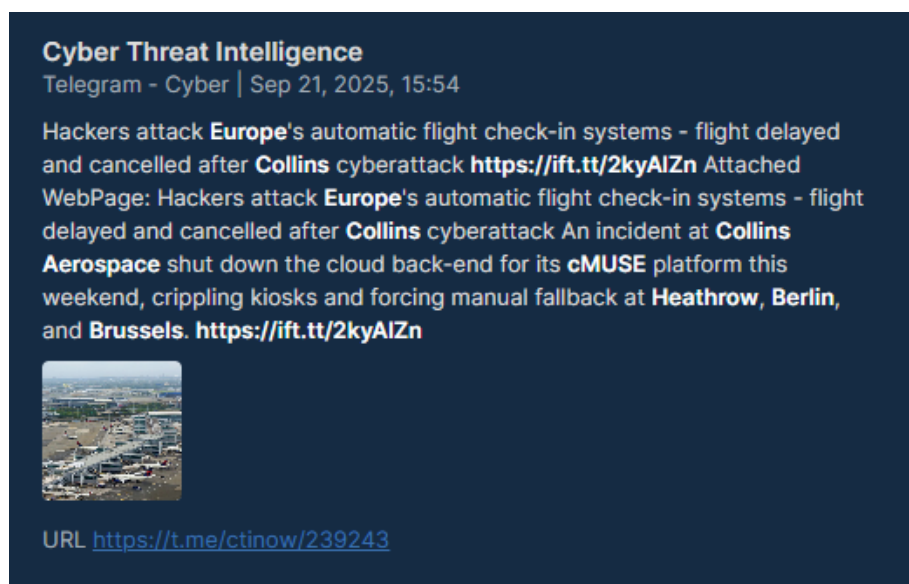 Cyber Threat Intelligence
Telegram - Cyber | Sep 21, 2025, 15:54
Hackers attack Europe's automatic flight check-in systems - flight delayed
and cancelled after Collins cyberattack https://ift.tt/2kyAlZn Attached
WebPage: Hackers attack Europe's automatic flight check-in systems - flight
delayed and cancelled after Collins cyberattack An incident at Collins
Aerospace shut down the cloud back-end for its cMUSE platform this
weekend, crippling kiosks and forcing manual fallback at Heathrow, Berlin,
and Brussels. https://ift.tt/2kyAlZn
URL https://t.me/ctinow/239243